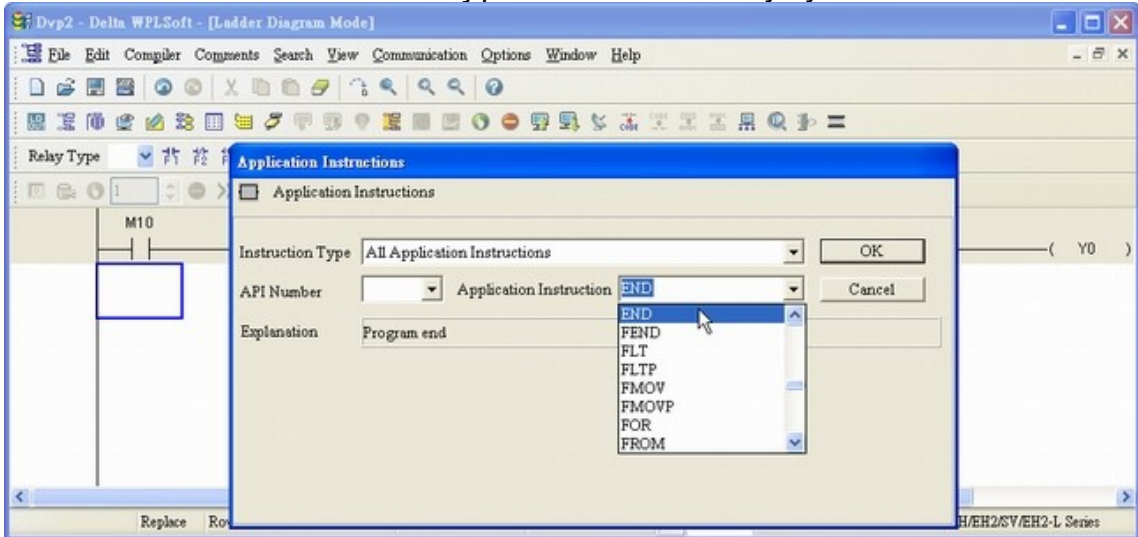 Dvp2 - Delta WPLSoft - [Ladder Diagram Mode]
File Edit Compiler Comments Search View Communication Options Window Help
Relay Type
Application Instructions
1
Application Instructions
M10
Instruction Type All Application Instructions OK
Y0
API Number Application Instruction END Cancel
END
Explanation Program end
FEND
FLT
FLTP
FMOV
FMOVP
FOR
FROM
Replace
H/EH2/SV/EH2-L Series